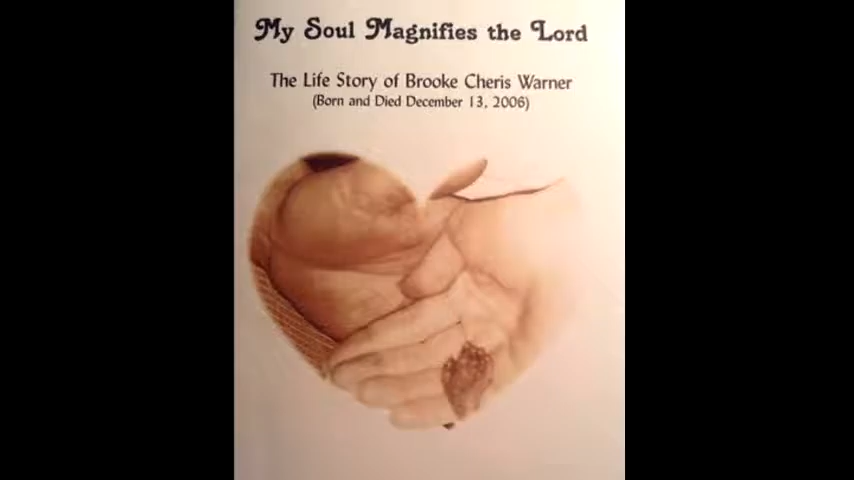 My Soul Magnifies the Lord
The Life Story of Brooke Cheris Warner
(Born and Died December 13, 2006)